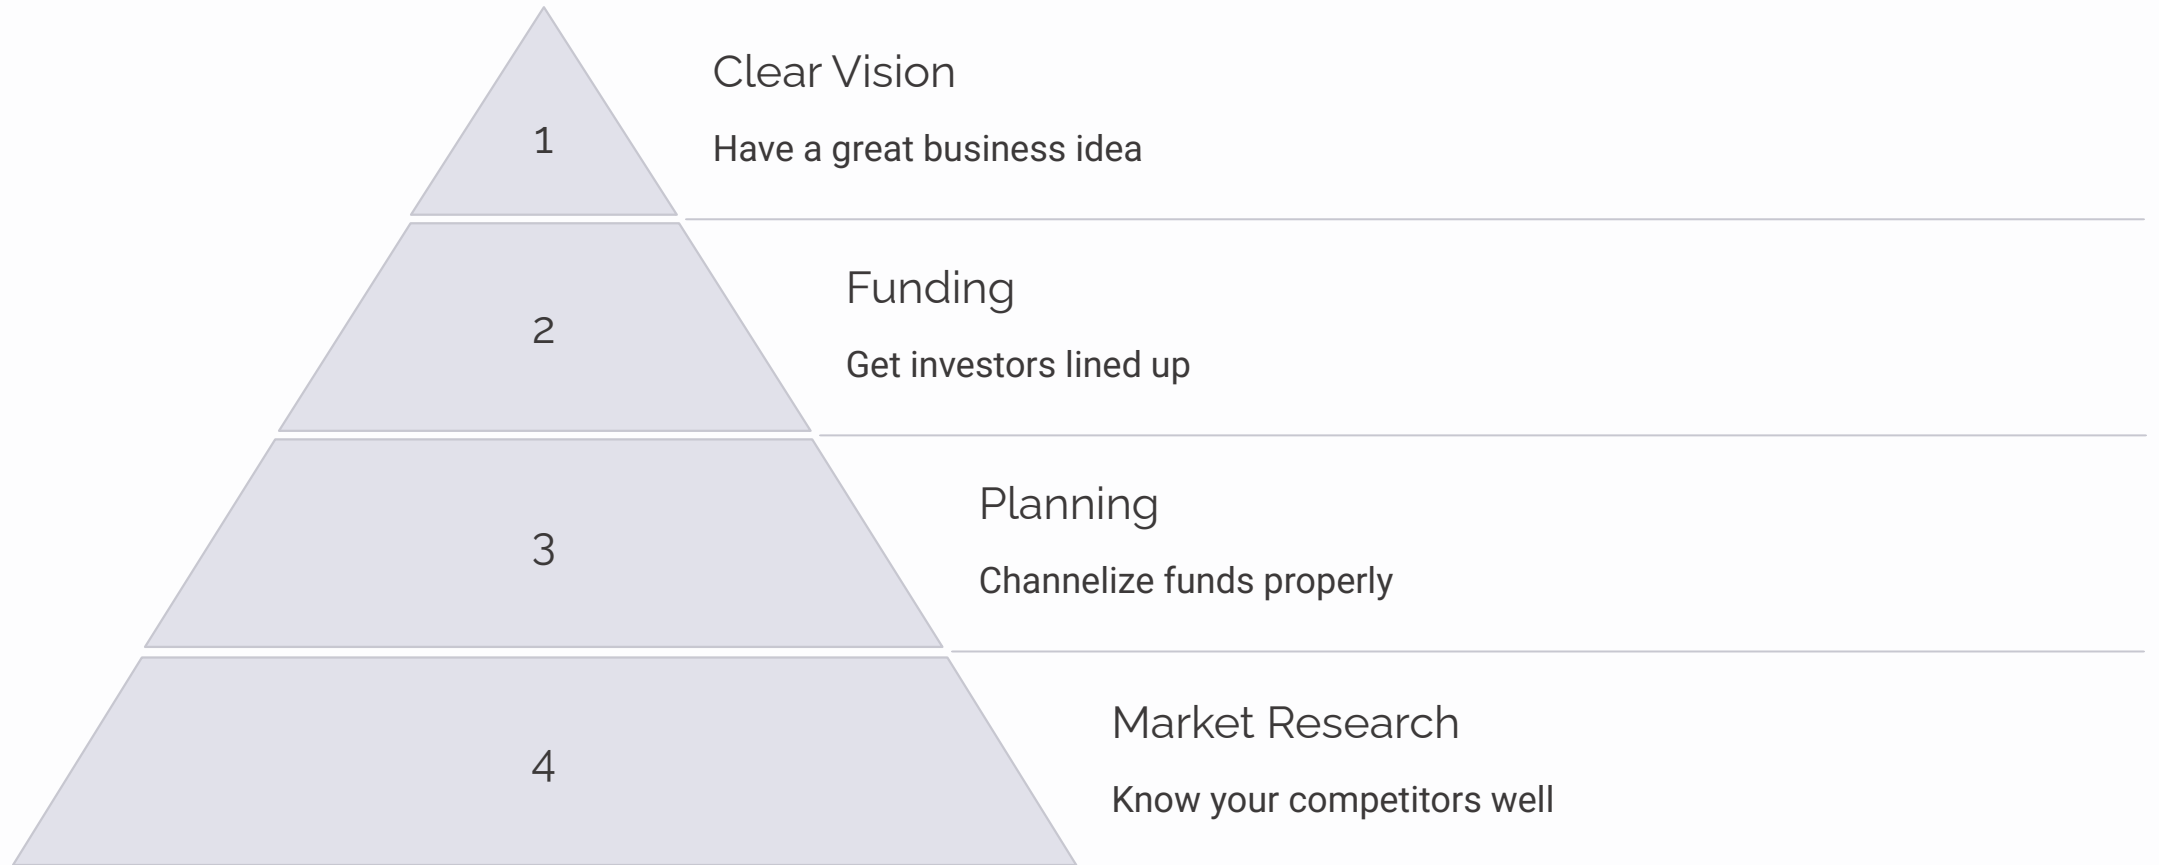 1
Clear Vision
Have a great business idea
2
Funding
Get investors lined up
3
Planning
Channelize funds properly
4
Market Research
Know your competitors well